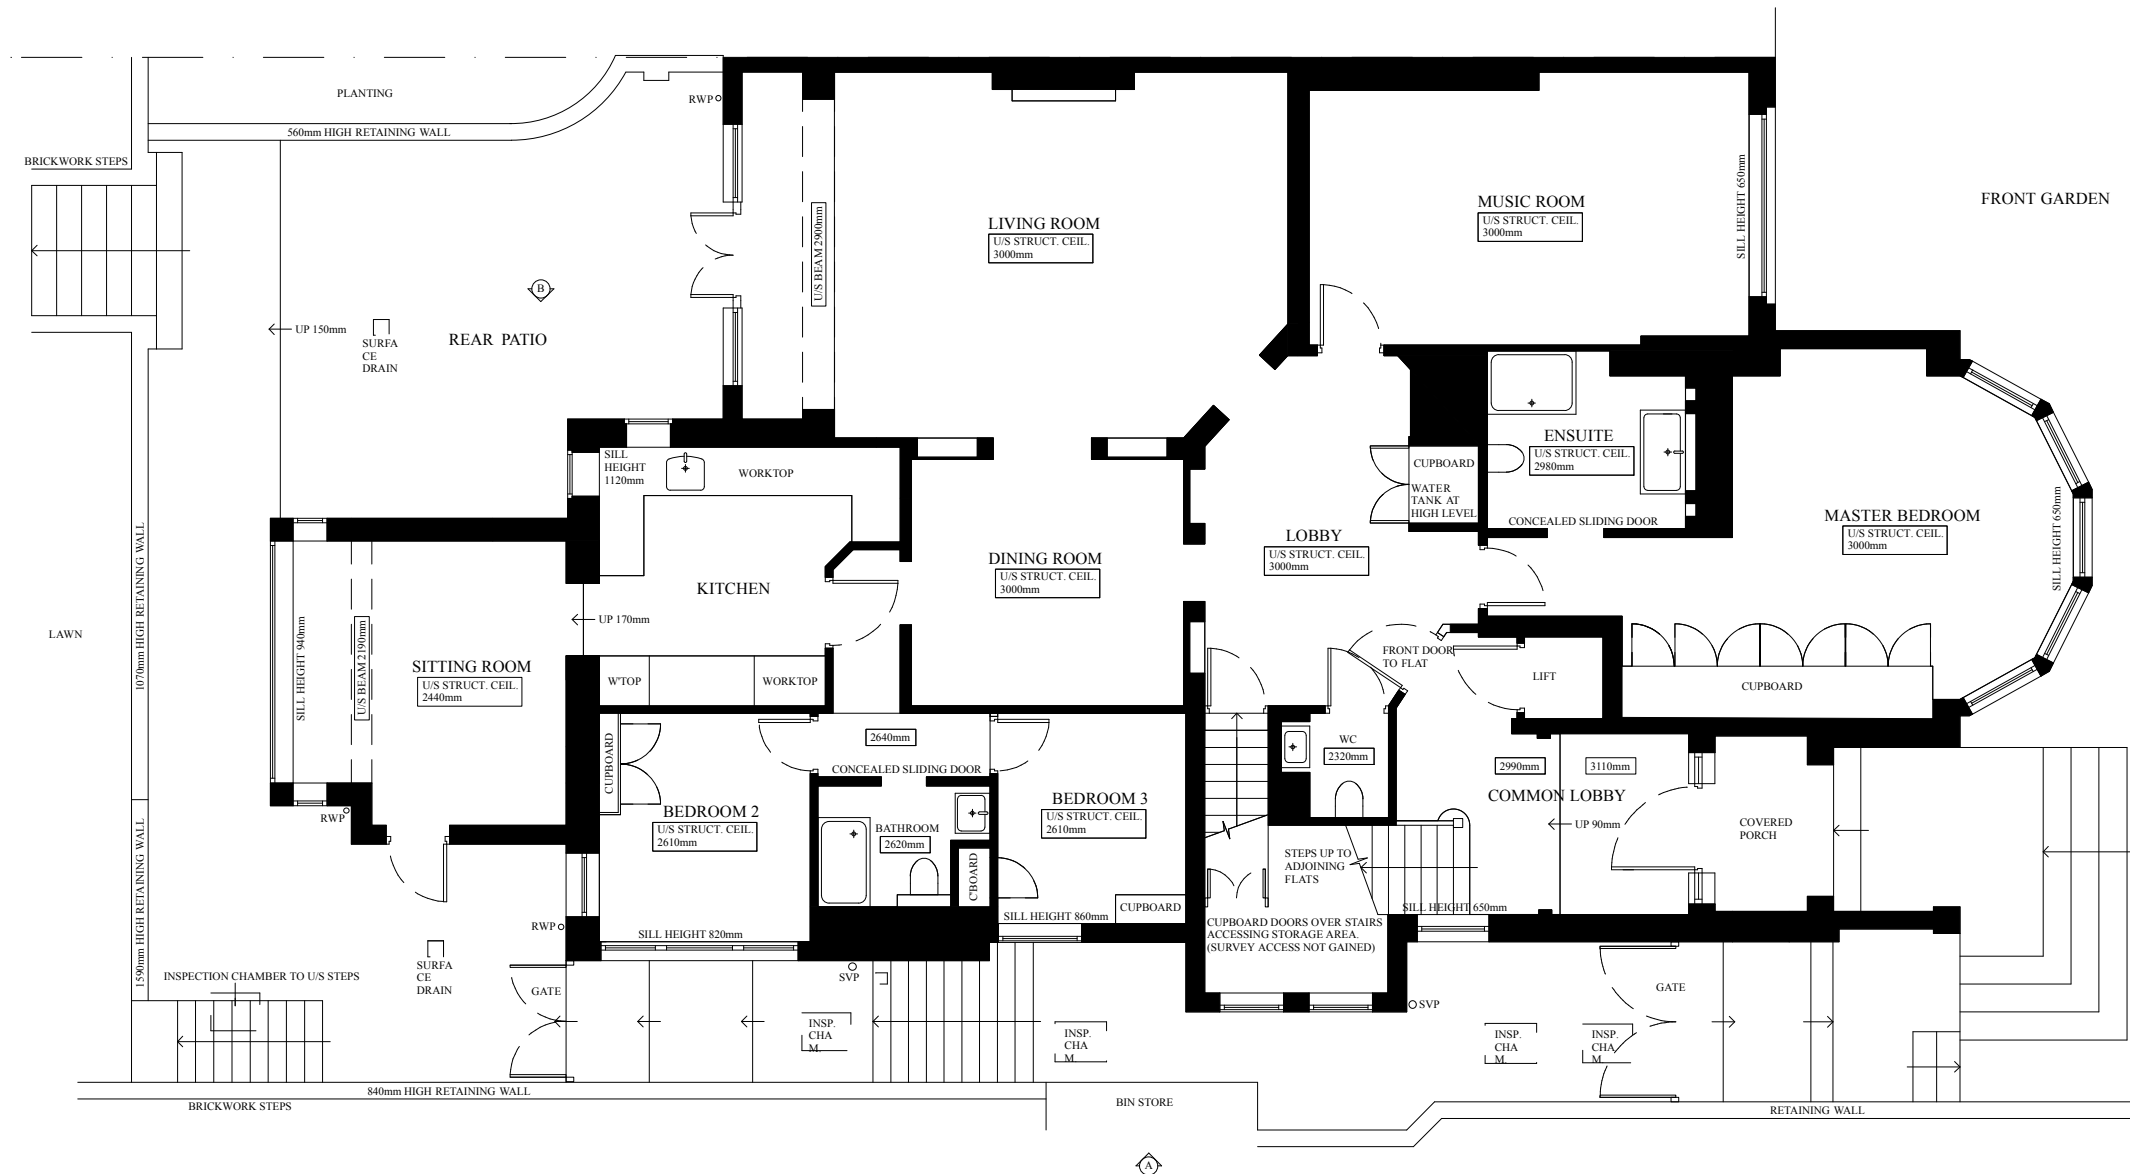 PLANTING
RWP
560mm HIGH RETAINING WALL
BRICKWORK STEPS
FRONT GARDEN
LIVING ROOM
U/S STRUCT. CEIL.
3000mm
MUSIC ROOM
U/S STRUCT. CEIL.
3000mm
SILL HEIGHT 650mm
U/S BEAM 2900mm
B
UP 150mm
SURFA
CE
DRAIN
REAR PATIO
SILL
HEIGHT
1120mm
WORKTOP
ENSUITE
U/S STRUCT. CEIL.
2980mm
CUPBOARD
WATER
TANK AT
HIGH LEVEL
CONCEALED SLIDING DOOR
MASTER BEDROOM
U/S STRUCT. CEIL.
3000mm
SILL HEIGHT 650mm
LOBBY
U/S STRUCT. CEIL.
3000mm
DINING ROOM
U/S STRUCT. CEIL.
3000mm
KITCHEN
UP 170mm
1070mm HIGH RETAINING WALL
LAWN
SILL HEIGHT 940mm
U/S BEAM 2190mm
SITTING ROOM
U/S STRUCT. CEIL.
2440mm
W'TOP
WORKTOP
FRONT DOOR
TO FLAT
LIFT
CUPBOARD
2640mm
CONCEALED SLIDING DOOR
WC
2320mm
2990mm
3110mm
COMMON LOBBY
CUPBOARD
BEDROOM 2
U/S STRUCT. CEIL.
2610mm
BATHROOM
2620mm
C'BOARD
BEDROOM 3
U/S STRUCT. CEIL.
2610mm
RWP
UP 90mm
COVERED
PORCH
STEPS UP TO
ADJOINING
FLATS
SILL HEIGHT 860mm
CUPBOARD
SILL HEIGHT 650mm
CUPBOARD DOORS OVER STAIRS
ACCESSING STORAGE AREA.
(SURVEY ACCESS NOT GAINED)
RWP
SILL HEIGHT 820mm
1590mm HIGH RETAINING WALL
INSPECTION CHAMBER TO U/S STEPS
SURFA
CE
DRAIN
GATE
SVP
SVP
GATE
INSP.
CHA
M.
INSP.
CHA
M.
INSP.
CHA
M.
INSP.
CHA
M.
840mm HIGH RETAINING WALL
BRICKWORK STEPS
BIN STORE
RETAINING WALL
A